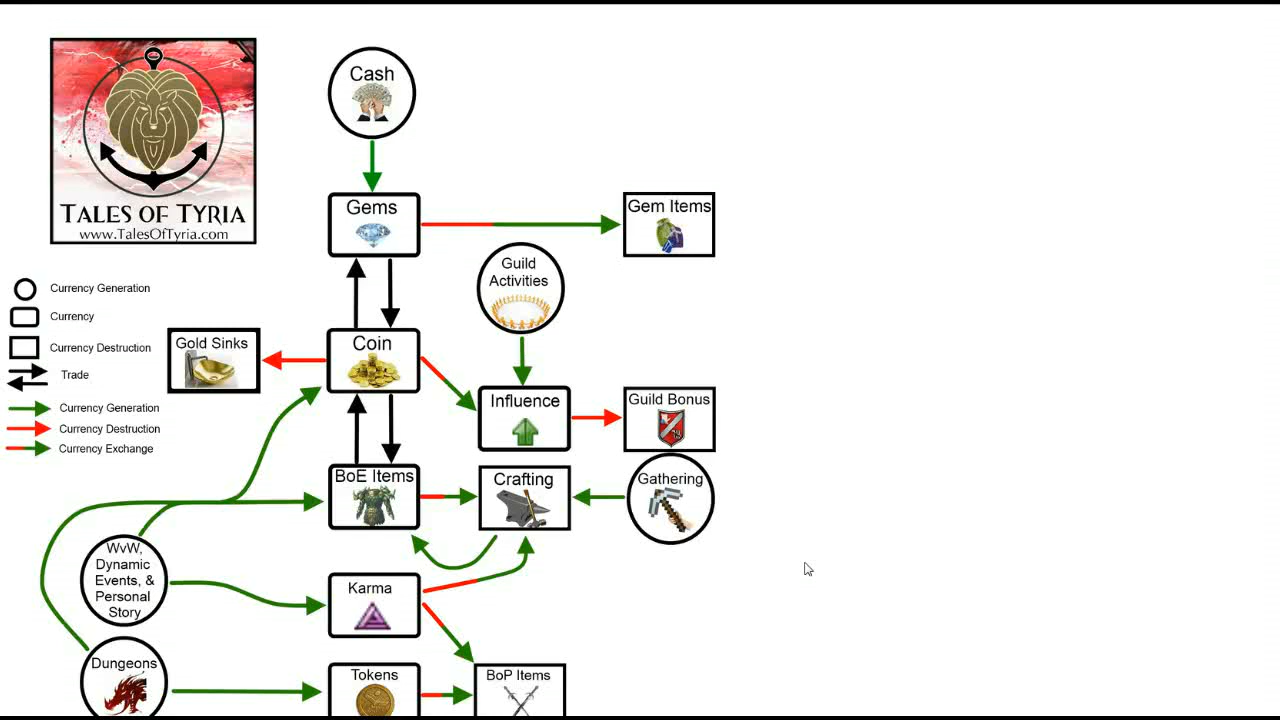 Cash
Gems
Gem Items
TALES OF TYRIA
www.TalesOfTyria.com
Guild
Activities
Currency Generation
Currency
Currency Destruction
Trade
Currency Generation
Currency Destruction
Currency Exchange
Gold Sinks
Coin
Influence
Guild Bonus
BoE Items
Crafting
Gathering
WvW,
Dynamic
Events, &
Personal
Story
Karma
Dungeons
Tokens
BoP Items